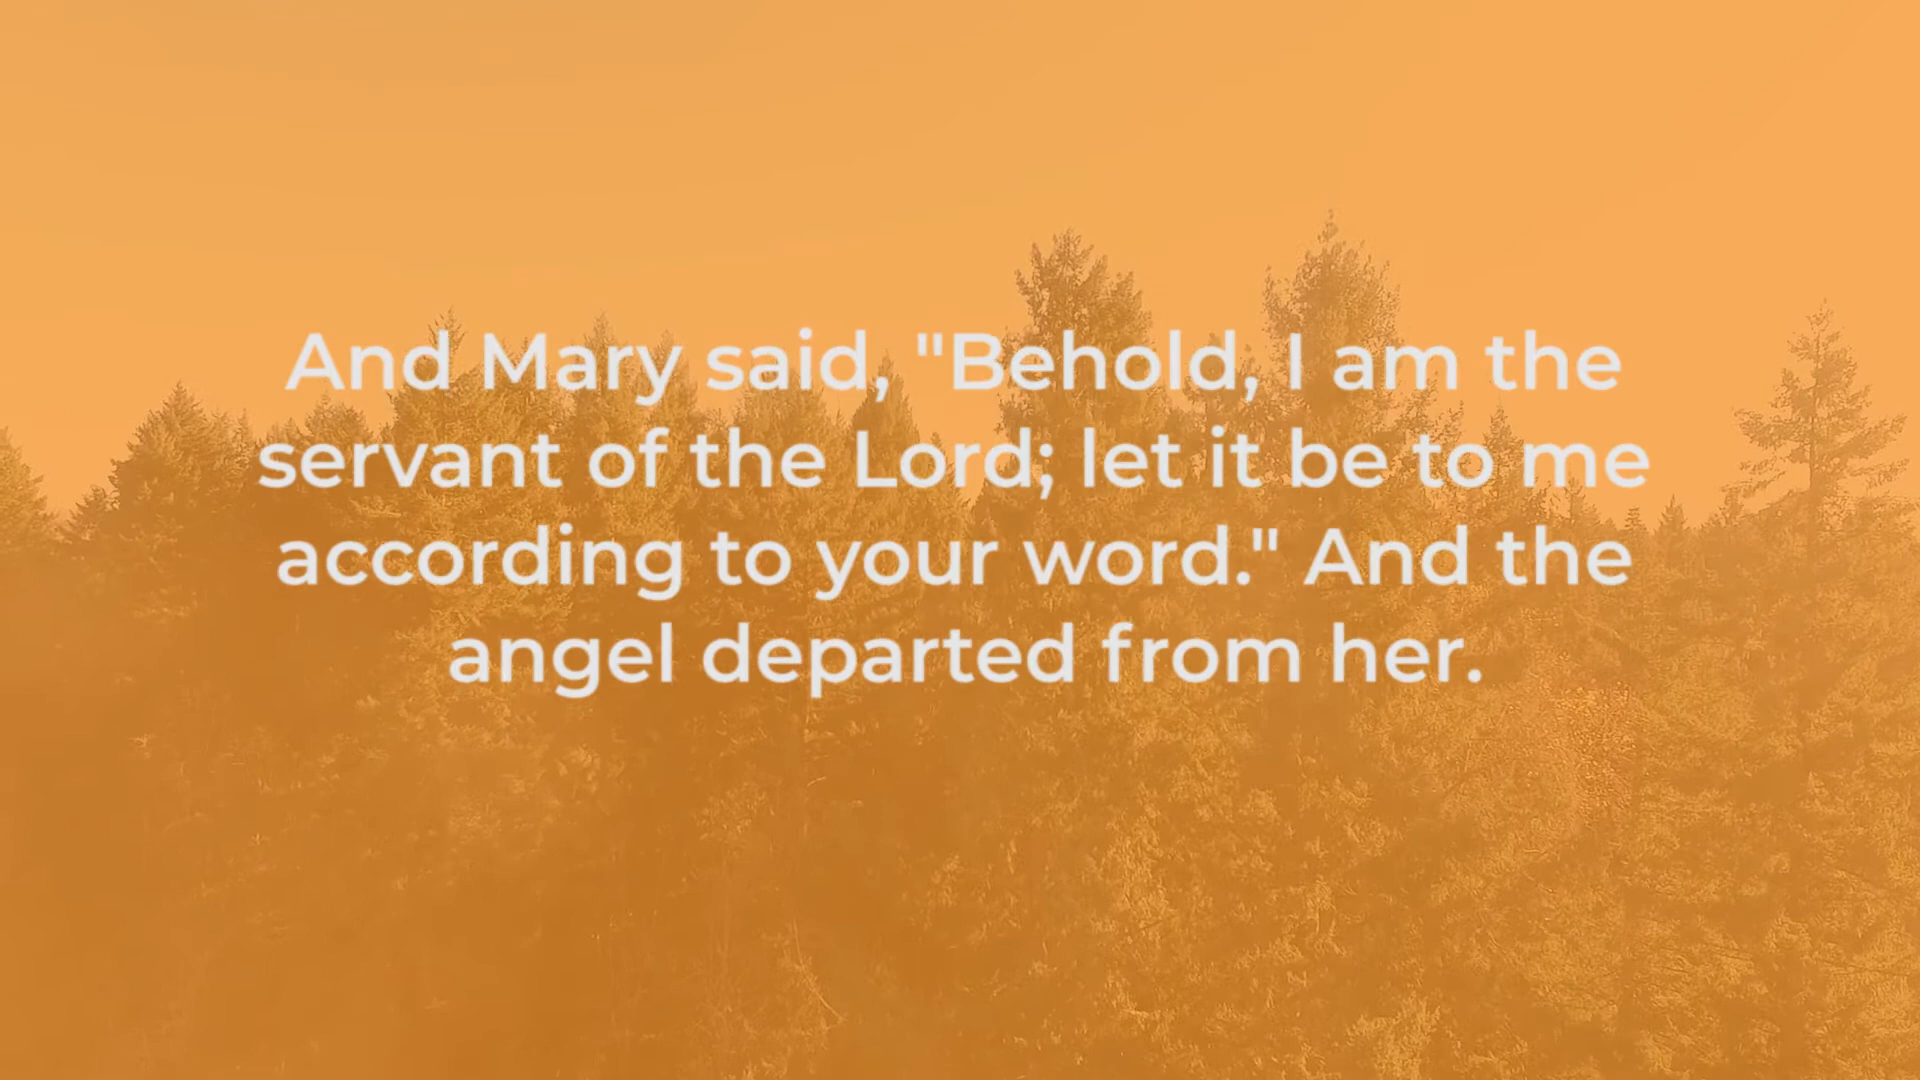 And Mary said, "Behold, I am the
servant of the Lord; let it be to me
according to your word." And the
angel departed from her.